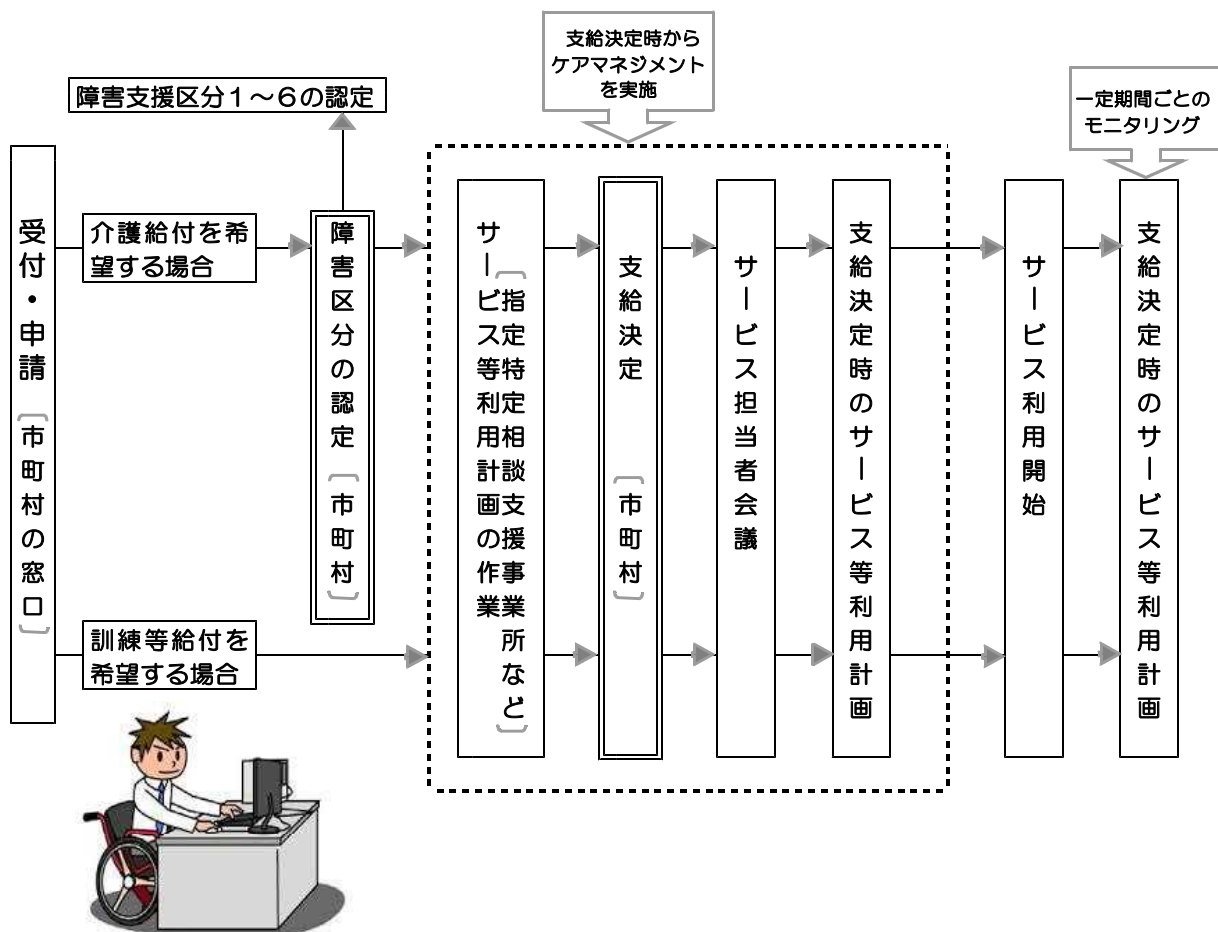 支給決定時から
ケアマネジメント
を実施
一定期間ごとの
モニタリング
障害支援区分1~6の認定
受付・申請〔市町村の窓口〕
介護給付を希
望する場合
訓練等給付を
希望する場合
障害区分の認定〔市町村〕
サービス等利用計画の作業
〔指定特定相談支援事業所など〕
支給決定〔市町村〕
サービス担当者会議
支給決定時のサービス等利用計画
サービス利用開始
支給決定時のサービス等利用計画